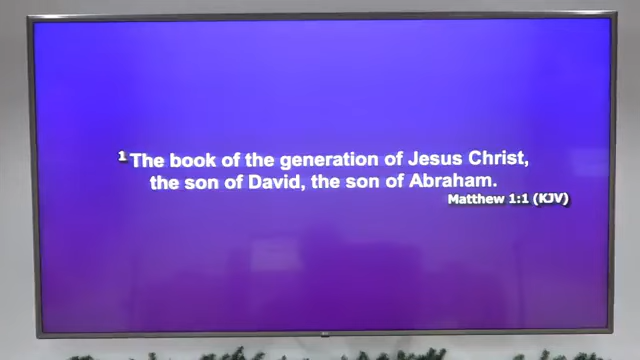 1 The book of the generation of Jesus Christ,
the son of David, the son of Abraham.
Matthew 1:1 (KJV)